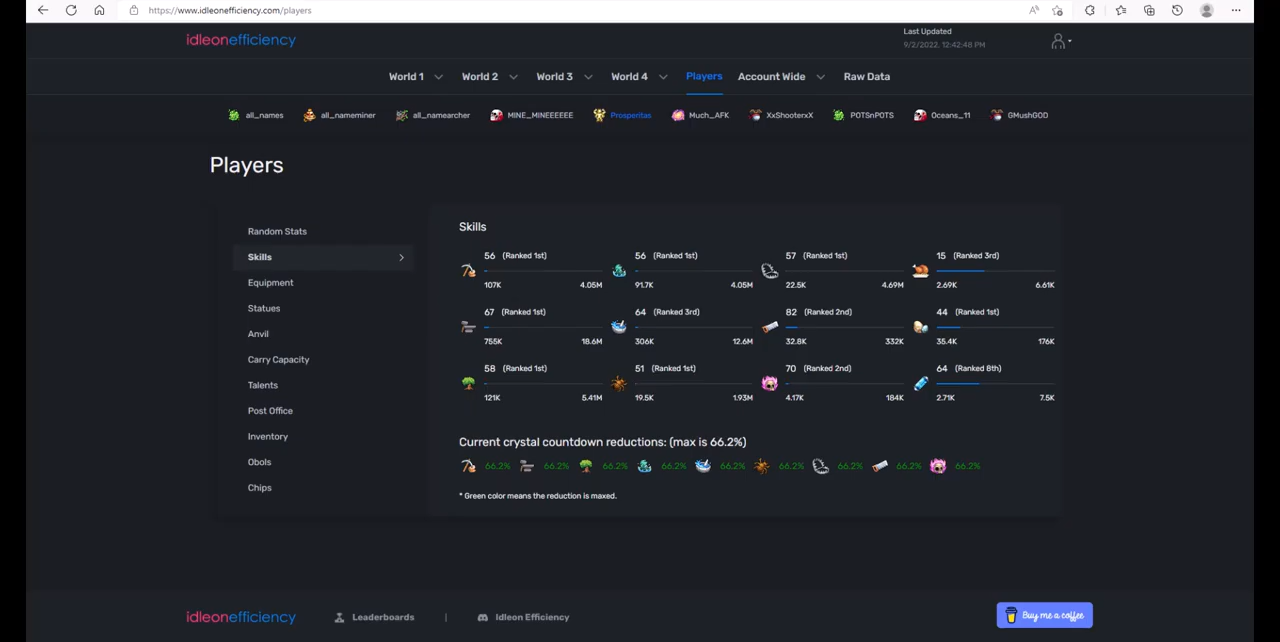 https://www.idleonefficiency.com/players
idleonefficiency
Last Updated
9/2/2022, 12:42:48 PM
World 1 World 2 World 3 World 4 Players Account Wide Raw Data
all_names all_nameminer all_namearcher MINE_MINEEEEEE Prosperitas Much_AFK XxShooterxX P0TSnP0TS Oceans_11 GMushG0D
Players
Random Stats
Skills
Equipment
Statues
Anvil
Carry Capacity
Talents
Post Office
Inventory
Obols
Chips
Skills
56 (Ranked 1st) 56 (Ranked 1st) 57 (Ranked 1st) 15 (Ranked 3rd)
107K 4.05M 91.7K 4.05M 22.5K 4.69M 2.69K 6.61K
67 (Ranked 1st) 64 (Ranked 3rd) 82 (Ranked 2nd) 44 (Ranked 1st)
755K 18.6M 306K 12.6M 32.8K 332K 35.4K 176K
58 (Ranked 1st) 51 (Ranked 1st) 70 (Ranked 2nd) 64 (Ranked 8th)
121K 5.41M 19.5K 1.93M 4.17K 184K 2.71K 7.5K
Current crystal countdown reductions: (max is 66.2%)
66.2% 66.2% 66.2% 66.2% 66.2% 66.2% 66.2% 66.2% 66.2%
* Green color means the reduction is maxed.
idleonefficiency Leaderboards | Idleon Efficiency Buy me a coffee